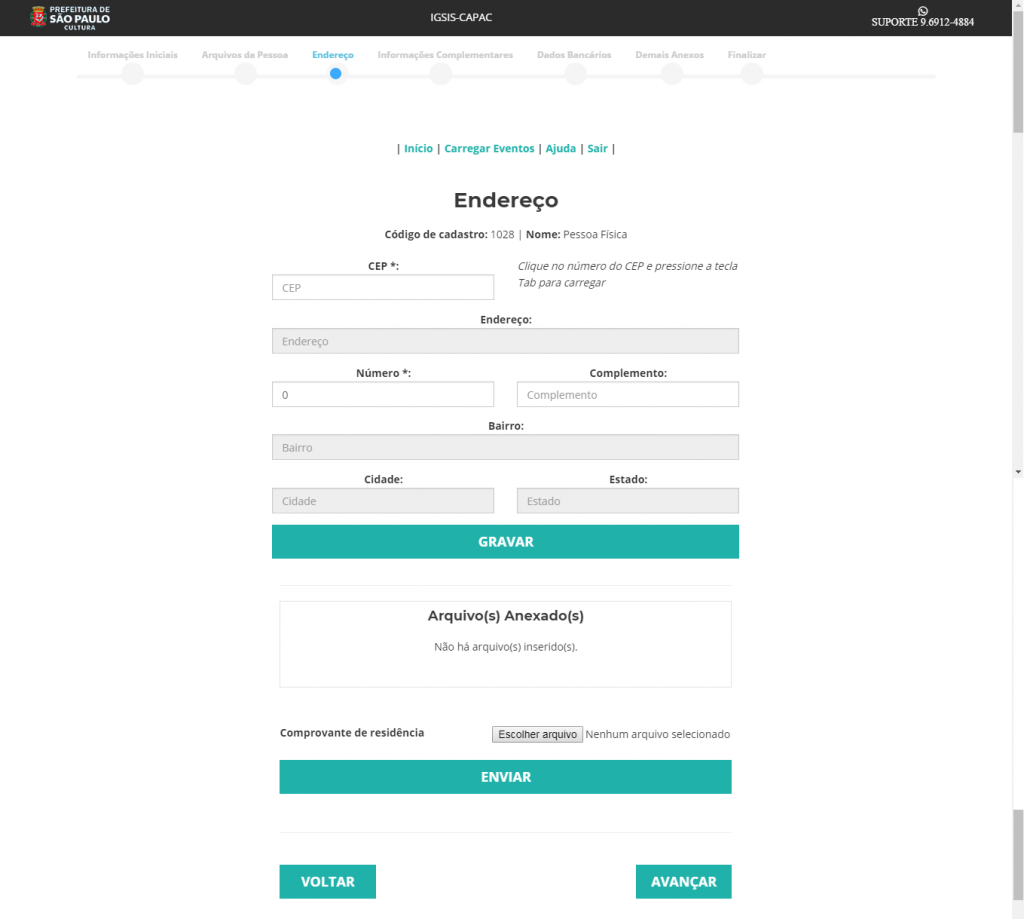 PREFEITURA DE
SÃO PAULO
CULTURA
IGSIS-CAPAC
SUPORTE 9.6912-4884
Informações Iniciais Arquivos da Pessoa Endereço Informações Complementares Dados Bancários Demais Anexos Finalizar
| Início | Carregar Eventos | Ajuda | Sair |
Endereço
Código de cadastro: 1028 | Nome: Pessoa Física
CEP *:
CEP
Clique no número do CEP e pressione a tecla
Tab para carregar
Endereço:
Endereço
Número *: Complemento:
0 Complemento
Bairro:
Bairro
Cidade: Estado:
Cidade Estado
GRAVAR
Arquivo(s) Anexado(s)
Não há arquivo(s) inserido(s).
Comprovante de residência Escolher arquivo Nenhum arquivo selecionado
ENVIAR
VOLTAR AVANÇAR